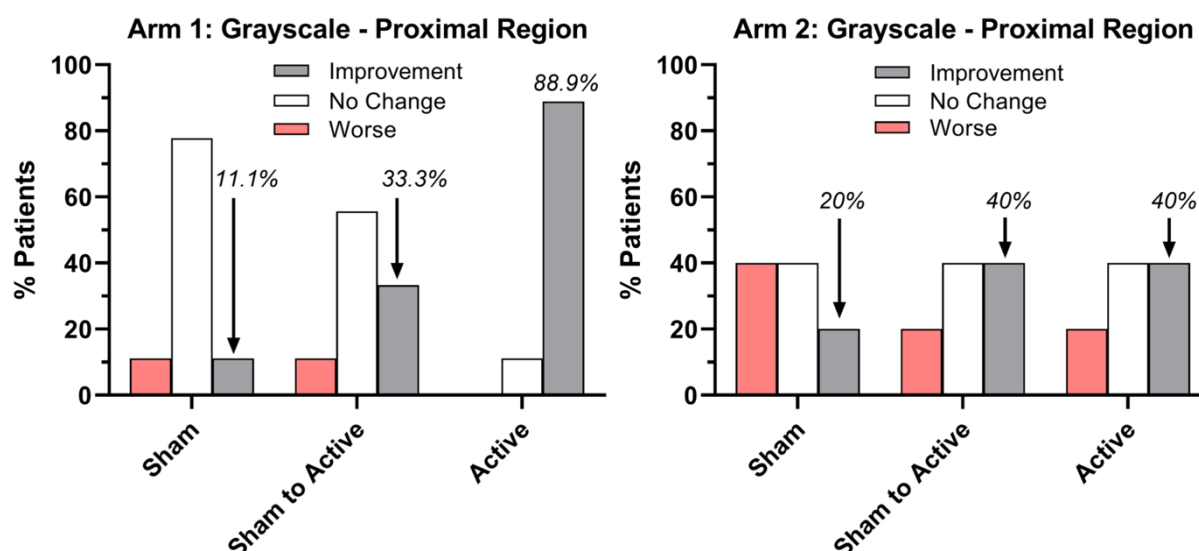 Arm 1: Grayscale - Proximal Region
% Patients
100
80
60
40
20
0
Improvement
No Change
Worse
11.1%
33.3%
88.9%
Sham
Sham to Active
Active
Arm 2: Grayscale - Proximal Region
% Patients
100
80
60
40
20
0
Improvement
No Change
Worse
20%
40%
40%
Sham
Sham to Active
Active